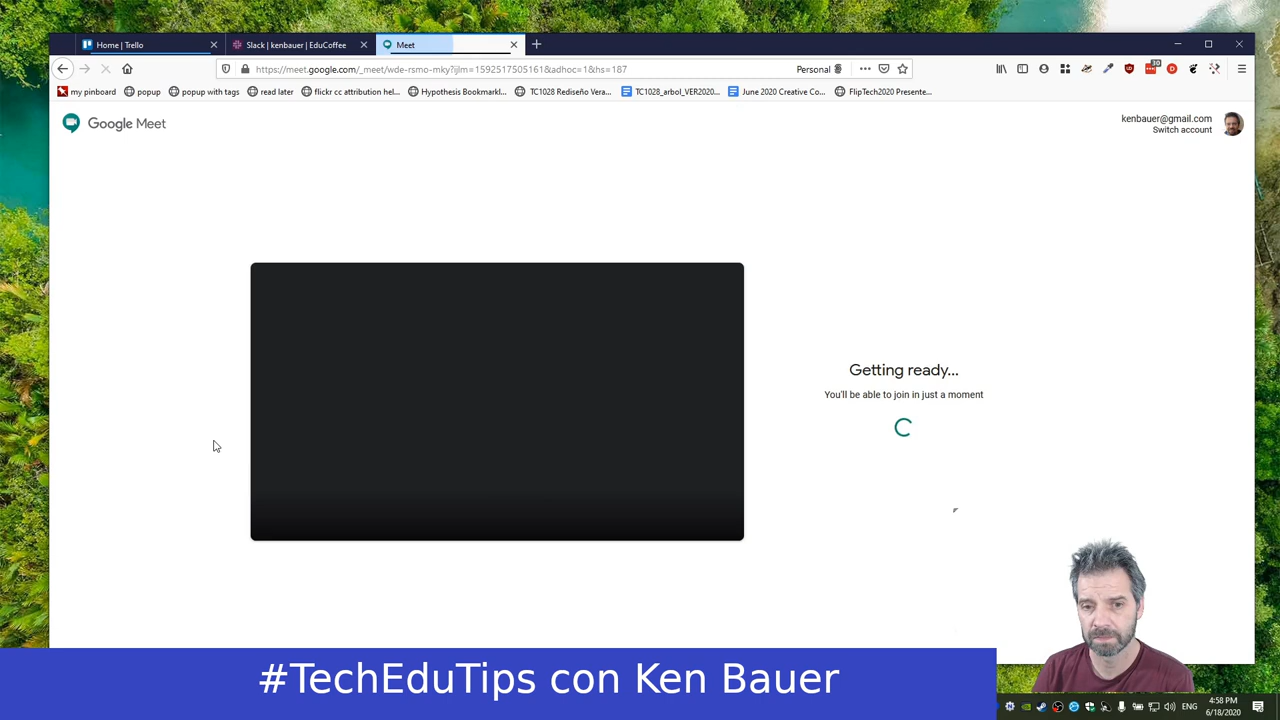 Home | Trello
Slack | kenbauer | EduCoffee
Meet
https://meet.google.com/_meet/wde-rsmo-mky?ijlm=1592517505161&adhoc=1&hs=187
Personal
10
my pinboard
popup
popup with tags
read later
flickr cc attribution hel...
Hypothesis Bookmarkl...
TC1028 Rediseño Vera...
TC1028_arbol_VER2020...
June 2020 Creative Co...
FlipTech2020 Presente...
Google Meet
kenbauer@gmail.com
Switch account
Getting ready...
You'll be able to join in just a moment
#TechEduTips con Ken Bauer
ENG
4:58 PM
6/18/2020